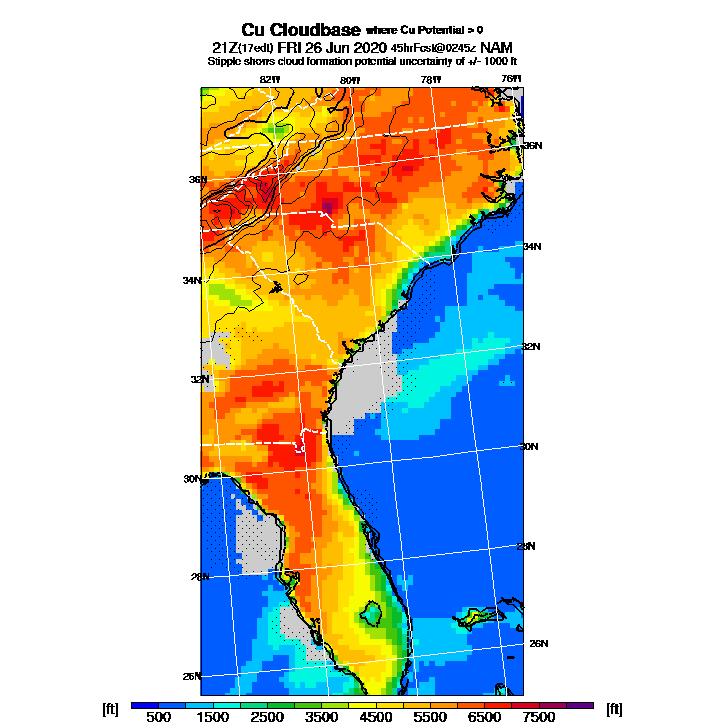 Cu Cloudbase where Cu Potential > 0
21Z(17edt) FRI 26 Jun 2020 45hrFcst@0245z NAM
Stipple shows cloud formation potential uncertainty of +/- 1000 ft
82W 80W 78W 76W
36N
36N
34N
34N
32N
32N
30N
30N
28N
28N
26N
26N
[ft] 500 1500 2500 3500 4500 5500 6500 7500 [ft]